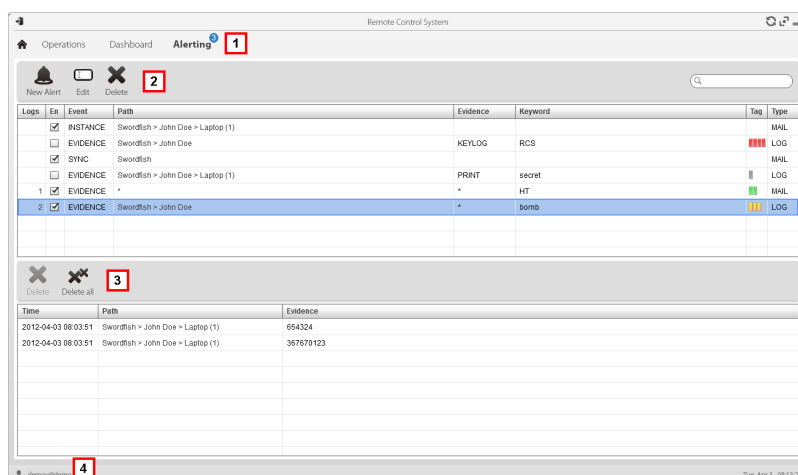 Remote Control System
Operations Dashboard Alerting 3 1
New Alert Edit Delete 2
Logs En Event Path Evidence Keyword Tag Type
INSTANCE Swordfish > John Doe > Laptop (1) MAIL
EVIDENCE Swordfish > John Doe KEYLOG RCS LOG
SYNC Swordfish MAIL
EVIDENCE Swordfish > John Doe > Laptop (1) PRINT secret LOG
1 EVIDENCE * * HT MAIL
2 EVIDENCE Swordfish > John Doe * bomb LOG
Delete Delete all 3
Time Path Evidence
2012-04-03 08:03:51 Swordfish > John Doe > Laptop (1) 654324
2012-04-03 08:03:51 Swordfish > John Doe > Laptop (1) 367670123
4